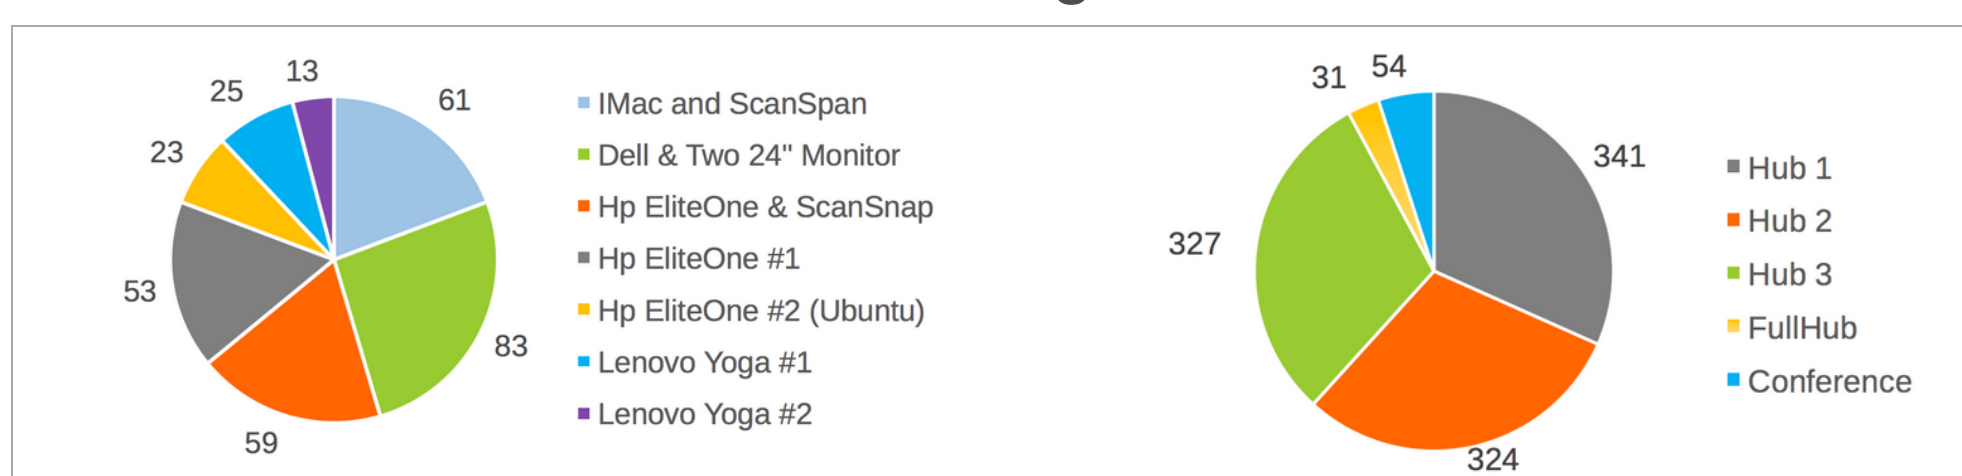 13
25
61
23
53
83
59
IMac and ScanSpan
Dell & Two 24" Monitor
Hp EliteOne & ScanSnap
Hp EliteOne #1
Hp EliteOne #2 (Ubuntu)
Lenovo Yoga #1
Lenovo Yoga #2
54
31
341
327
324
Hub 1
Hub 2
Hub 3
FullHub
Conference